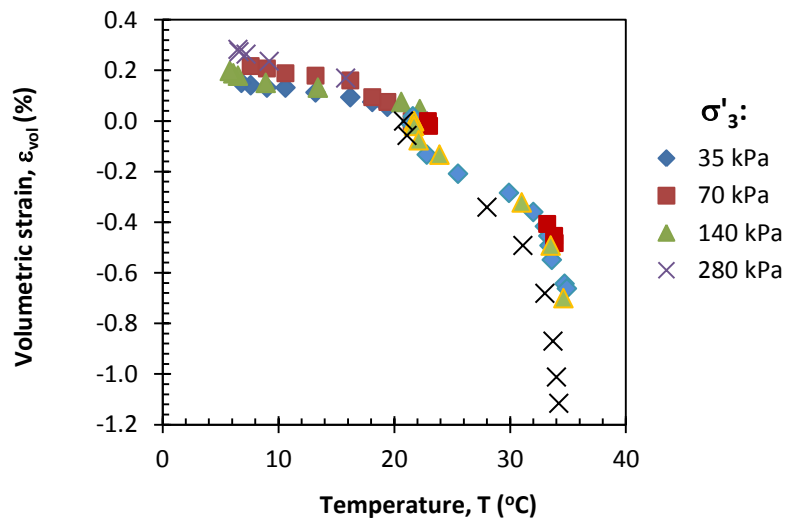 0.4
0.2
0.0
-0.2
-0.4
-0.6
-0.8
-1.0
-1.2
0 10 20 30 40
Volumetric strain, εvol (%)
Temperature, T (oC)
σ'3:
35 kPa
70 kPa
140 kPa
280 kPa